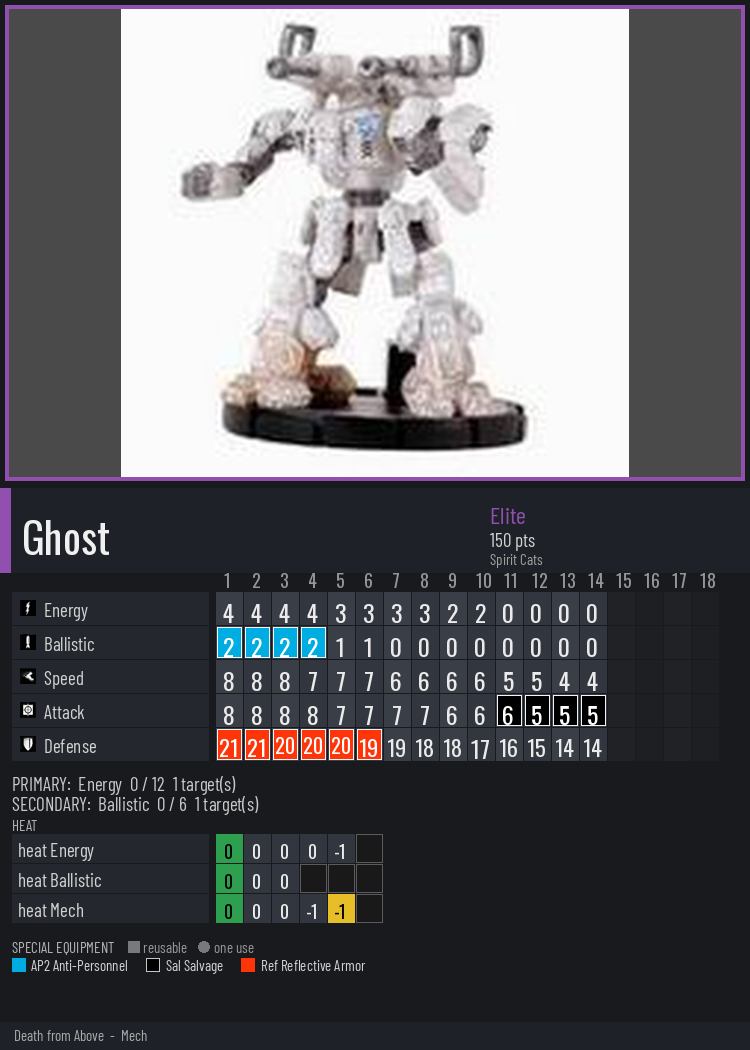 Ghost
Elite
150 pts
Spirit Cats
1 2 3 4 5 6 7 8 9 10 11 12 13 14 15 16 17 18
Energy 4 4 4 4 3 3 3 3 2 2 0 0 0 0
Ballistic 2 2 2 2 1 1 0 0 0 0 0 0 0 0
Speed 8 8 8 7 7 7 6 6 6 6 5 5 4 4
Attack 8 8 8 8 7 7 7 7 6 6 6 5 5 5
Defense 21 21 20 20 20 19 19 18 18 17 16 15 14 14
PRIMARY: Energy 0 / 12 1 target(s)
SECONDARY: Ballistic 0 / 6 1 target(s)
HEAT
heat Energy 0 0 0 0 -1
heat Ballistic 0 0 0
heat Mech 0 0 0 -1 -1
SPECIAL EQUIPMENT reusable one use
AP2 Anti-Personnel Sal Salvage Ref Reflective Armor
Death from Above - Mech